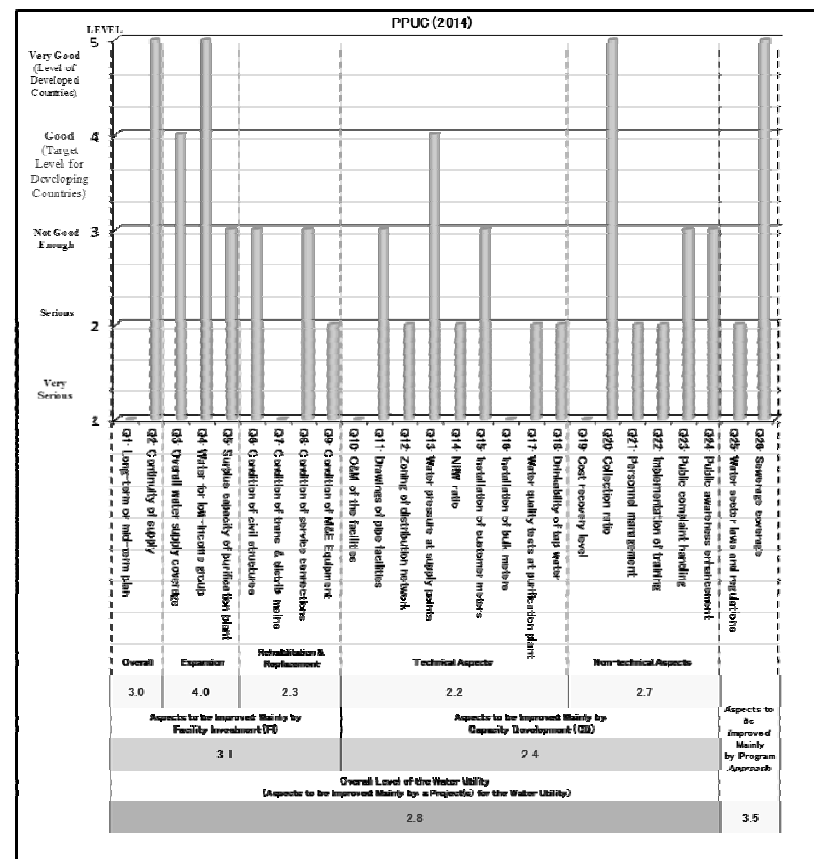 PPUC (2014)
LEVEL
5
Very Good
(Level of
Developed
Countries)
4
Good
(Target
Level for
Developing
Countries)
3
Not Good
Enough
2
Serious
1
Very
Serious
Q1: Long-term or mid-term plan
Q2: Continuity of supply
Q3: Overall water supply coverage
Q4: Water for low-income group
Q5: Surplus capacity of purification plant
Q6: Condition of civil structures
Q7: Condition of trans & distrib mains
Q8: Condition of service connections
Q9: Condition of M&E Equipment
Q10: O&M of the facilities
Q11: Drawings of pipe facilities
Q12: Zoning of distribution network
Q13: Water pressure at supply points
Q14: NRW ratio
Q15: Installation of customer meters
Q16: Installation of bulk meters
Q17: Water quality tests at purification plant
Q18: Drinkability of tap water
Q19: Cost recovery level
Q20: Collection ratio
Q21: Personnel management
Q22: Implementation of training
Q23: Public complaint handling
Q24: Public awareness enhancement
Q25: Water sector laws and regulations
Q26: Sewerage coverage
Overall
Expansion
Rehabilitation &
Replacement
Technical Aspects
Non-technical Aspects
3.0
4.0
2.3
2.2
2.7
Aspects to be Improved Mainly by
Facility Investment (FI)
Aspects to be Improved Mainly by
Capacity Development (CD)
Aspects to
be
Improved
Mainly
by Program
Approach
3.1
2.4
Overall Level of the Water Utility
(Aspects to be Improved Mainly by a Project(s) for the Water Utility)
2.8
3.5